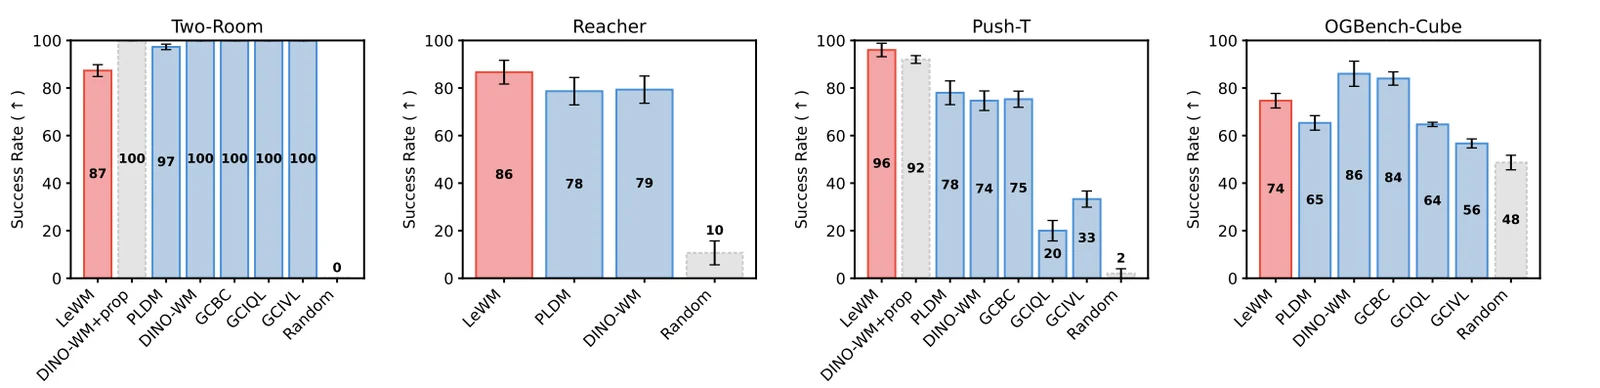 Two-Room
Success Rate (↑)
100
80
60
40
20
0
87
100
97
100
100
100
100
0
LeWM
DINO-WM+prop
PLDM
DINO-WM
GCBC
GCIQL
GCIVL
Random
Reacher
Success Rate (↑)
100
80
60
40
20
0
86
78
79
10
LeWM
PLDM
DINO-WM
Random
Push-T
Success Rate (↑)
100
80
60
40
20
0
96
92
78
74
75
20
33
2
LeWM
DINO-WM+prop
PLDM
DINO-WM
GCBC
GCIQL
GCIVL
Random
OGBench-Cube
Success Rate (↑)
100
80
60
40
20
0
74
65
86
84
64
56
48
LeWM
PLDM
DINO-WM
GCBC
GCIQL
GCIVL
Random